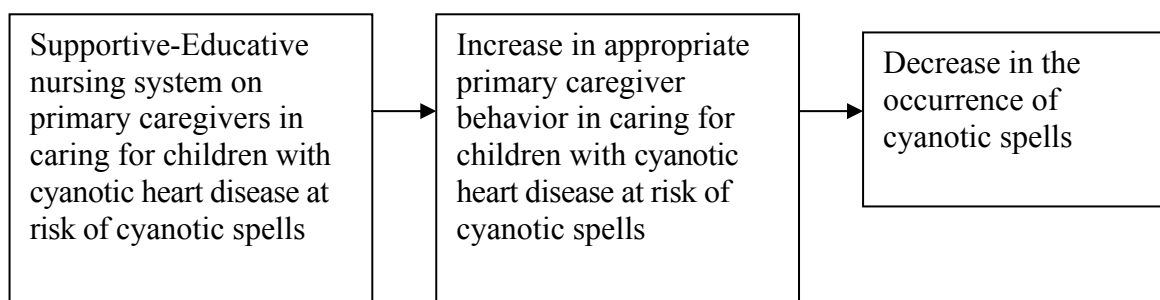 Supportive-Educative
nursing system on
primary caregivers in
caring for children with
cyanotic heart disease at
risk of cyanotic spells
Increase in appropriate
primary caregiver
behavior in caring for
children with cyanotic
heart disease at risk of
cyanotic spells
Decrease in the
occurrence of
cyanotic spells